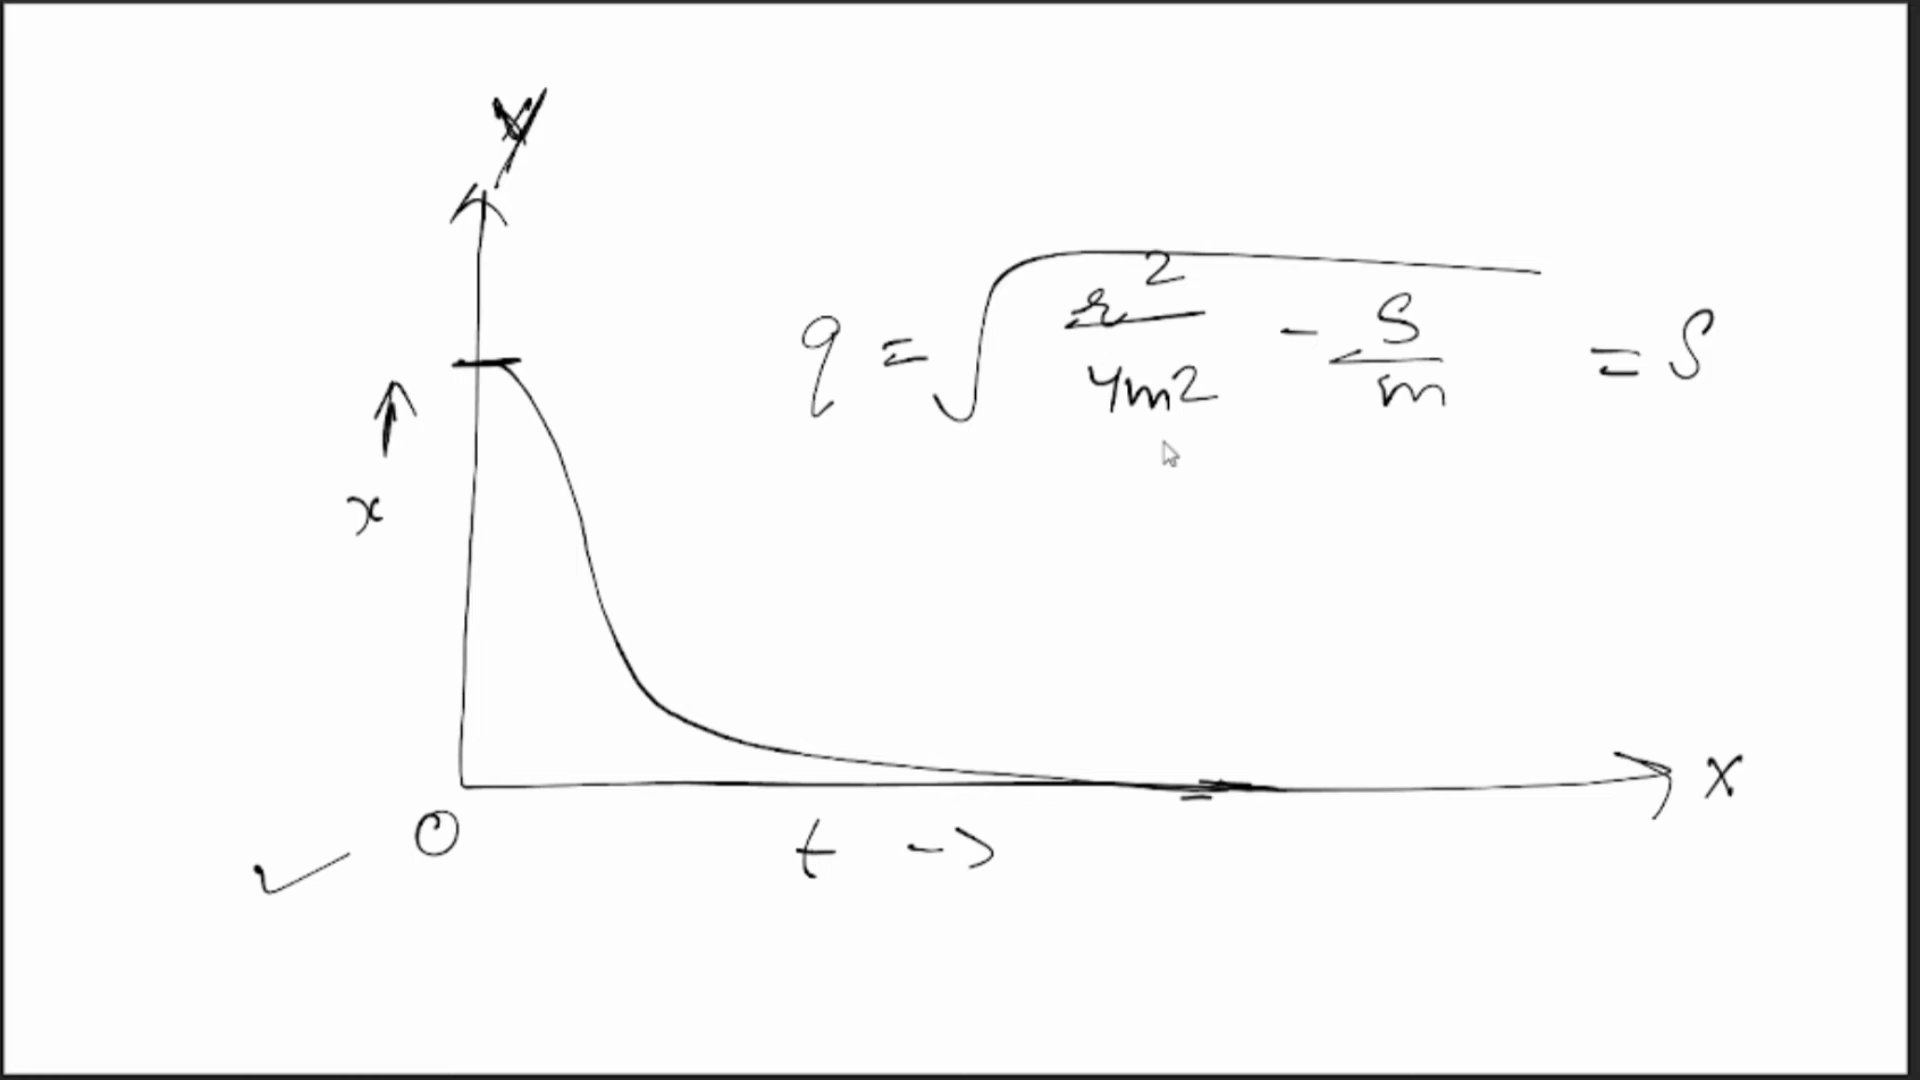 Y
q = √ r² / 4m2 - S / m = S
x
X
O
t ->